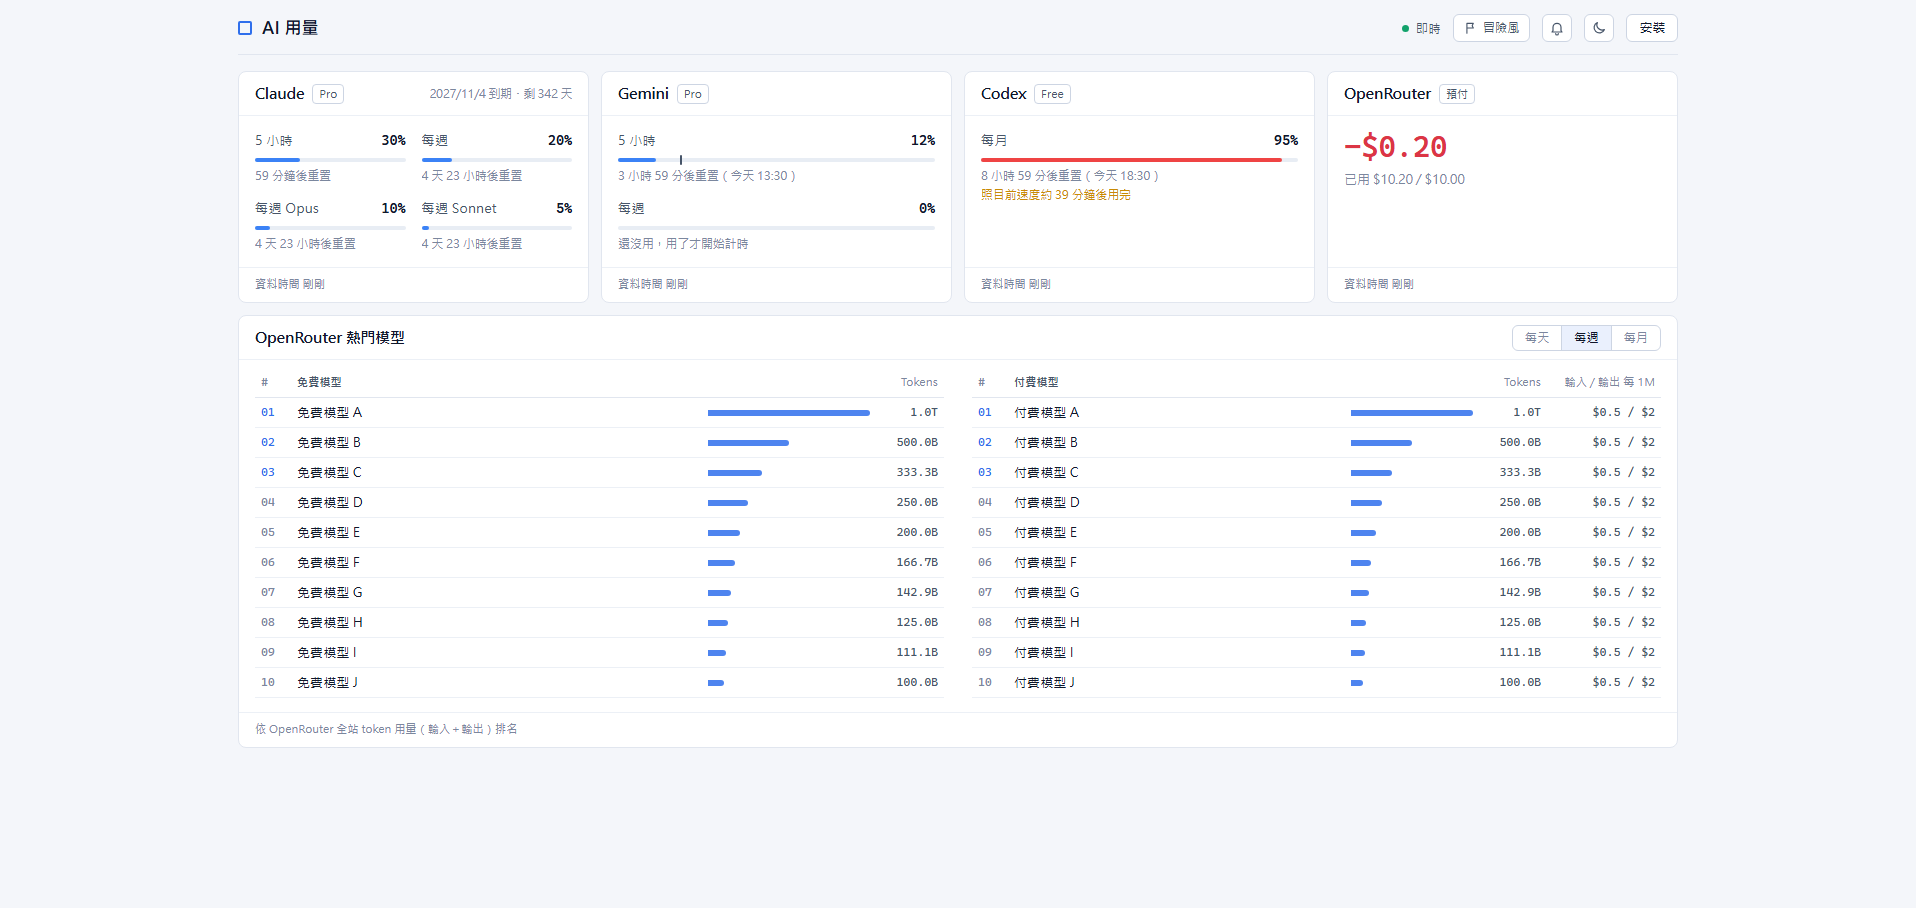 AI 用量
即時
冒險風
安裝
Claude Pro 2027/11/4 到期 · 剩 342 天
5 小時 30%
59 分鐘後重置
每週 20%
4 天 23 小時後重置
每週 Opus 10%
4 天 23 小時後重置
每週 Sonnet 5%
4 天 23 小時後重置
資料時間 剛剛
Gemini Pro
5 小時 12%
3 小時 59 分後重置（今天 13:30）
每週 0%
還沒用，用了才開始計時
資料時間 剛剛
Codex Free
每月 95%
8 小時 59 分後重置（今天 18:30）
照目前速度約 39 分鐘後用完
資料時間 剛剛
OpenRouter 預付
−$0.20
已用 $10.20 / $10.00
資料時間 剛剛
OpenRouter 熱門模型
每天 每週 每月
# 免費模型 Tokens
01 免費模型 A 1.0T
02 免費模型 B 500.0B
03 免費模型 C 333.3B
04 免費模型 D 250.0B
05 免費模型 E 200.0B
06 免費模型 F 166.7B
07 免費模型 G 142.9B
08 免費模型 H 125.0B
09 免費模型 I 111.1B
10 免費模型 J 100.0B
# 付費模型 Tokens 輸入 / 輸出 每 1M
01 付費模型 A 1.0T $0.5 / $2
02 付費模型 B 500.0B $0.5 / $2
03 付費模型 C 333.3B $0.5 / $2
04 付費模型 D 250.0B $0.5 / $2
05 付費模型 E 200.0B $0.5 / $2
06 付費模型 F 166.7B $0.5 / $2
07 付費模型 G 142.9B $0.5 / $2
08 付費模型 H 125.0B $0.5 / $2
09 付費模型 I 111.1B $0.5 / $2
10 付費模型 J 100.0B $0.5 / $2
依 OpenRouter 全站 token 用量（輸入 + 輸出）排名